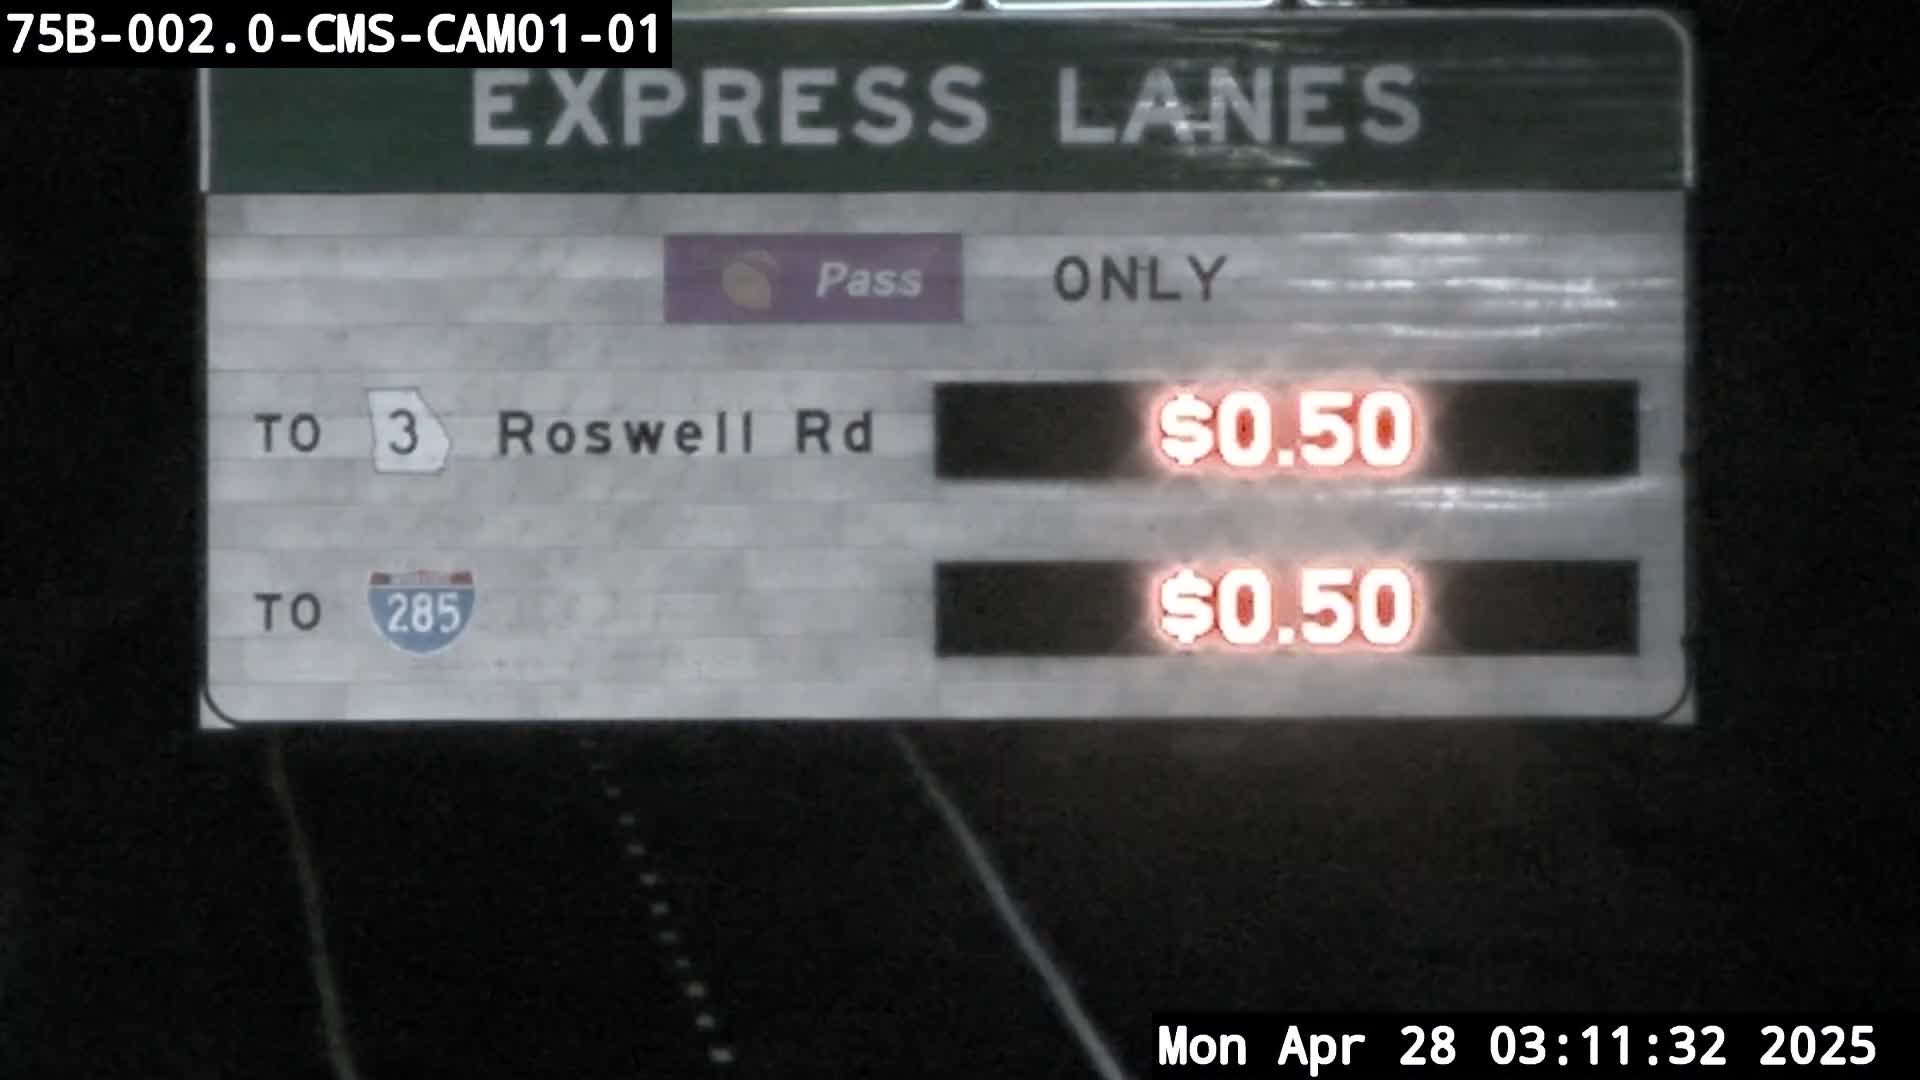 75B-002.0-CMS-CAM01-01
EXPRESS LANES
Pass ONLY
TO 3 Roswell Rd $0.50
TO 285 $0.50
Mon Apr 28 03:11:32 2025